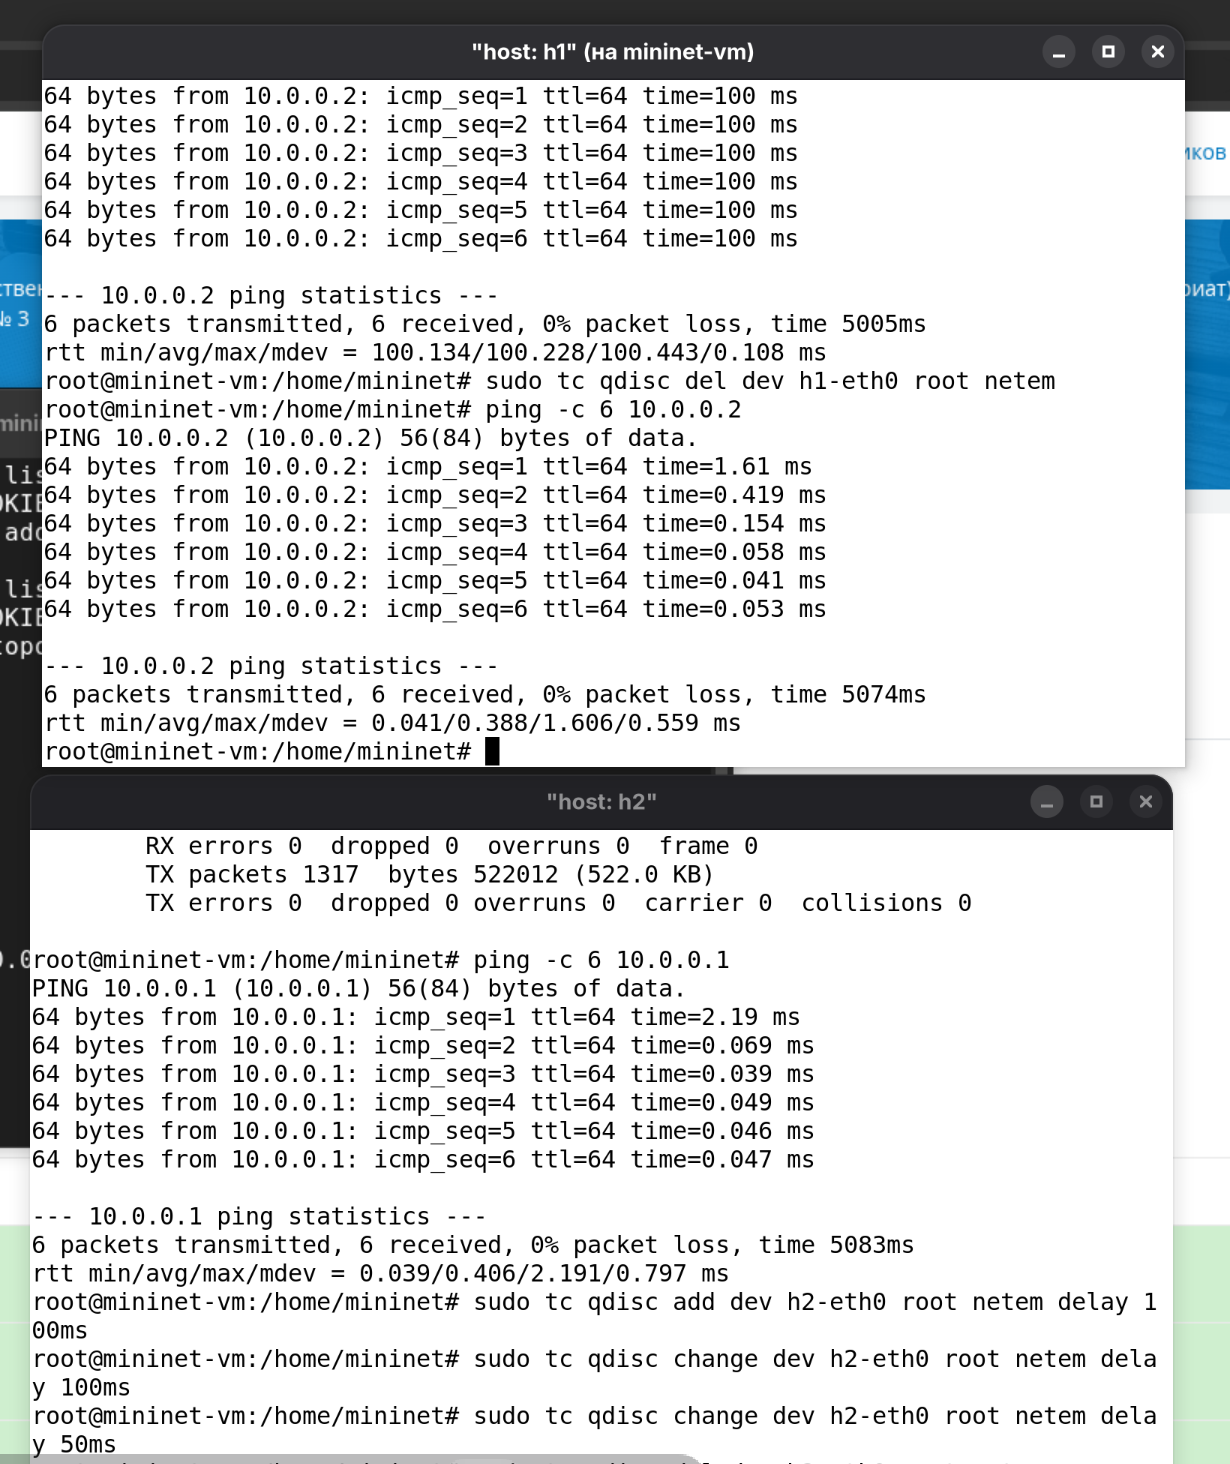 "host: h1" (на mininet-vm)
64 bytes from 10.0.0.2: icmp_seq=1 ttl=64 time=100 ms
64 bytes from 10.0.0.2: icmp_seq=2 ttl=64 time=100 ms
64 bytes from 10.0.0.2: icmp_seq=3 ttl=64 time=100 ms
64 bytes from 10.0.0.2: icmp_seq=4 ttl=64 time=100 ms
64 bytes from 10.0.0.2: icmp_seq=5 ttl=64 time=100 ms
64 bytes from 10.0.0.2: icmp_seq=6 ttl=64 time=100 ms
--- 10.0.0.2 ping statistics ---
6 packets transmitted, 6 received, 0% packet loss, time 5005ms
rtt min/avg/max/mdev = 100.134/100.228/100.443/0.108 ms
root@mininet-vm:/home/mininet# sudo tc qdisc del dev h1-eth0 root netem
root@mininet-vm:/home/mininet# ping -c 6 10.0.0.2
PING 10.0.0.2 (10.0.0.2) 56(84) bytes of data.
64 bytes from 10.0.0.2: icmp_seq=1 ttl=64 time=1.61 ms
64 bytes from 10.0.0.2: icmp_seq=2 ttl=64 time=0.419 ms
64 bytes from 10.0.0.2: icmp_seq=3 ttl=64 time=0.154 ms
64 bytes from 10.0.0.2: icmp_seq=4 ttl=64 time=0.058 ms
64 bytes from 10.0.0.2: icmp_seq=5 ttl=64 time=0.041 ms
64 bytes from 10.0.0.2: icmp_seq=6 ttl=64 time=0.053 ms
--- 10.0.0.2 ping statistics ---
6 packets transmitted, 6 received, 0% packet loss, time 5074ms
rtt min/avg/max/mdev = 0.041/0.388/1.606/0.559 ms
root@mininet-vm:/home/mininet#
"host: h2"
RX errors 0  dropped 0  overruns 0  frame 0
TX packets 1317  bytes 522012 (522.0 KB)
TX errors 0  dropped 0 overruns 0  carrier 0  collisions 0
root@mininet-vm:/home/mininet# ping -c 6 10.0.0.1
PING 10.0.0.1 (10.0.0.1) 56(84) bytes of data.
64 bytes from 10.0.0.1: icmp_seq=1 ttl=64 time=2.19 ms
64 bytes from 10.0.0.1: icmp_seq=2 ttl=64 time=0.069 ms
64 bytes from 10.0.0.1: icmp_seq=3 ttl=64 time=0.039 ms
64 bytes from 10.0.0.1: icmp_seq=4 ttl=64 time=0.049 ms
64 bytes from 10.0.0.1: icmp_seq=5 ttl=64 time=0.046 ms
64 bytes from 10.0.0.1: icmp_seq=6 ttl=64 time=0.047 ms
--- 10.0.0.1 ping statistics ---
6 packets transmitted, 6 received, 0% packet loss, time 5083ms
rtt min/avg/max/mdev = 0.039/0.406/2.191/0.797 ms
root@mininet-vm:/home/mininet# sudo tc qdisc add dev h2-eth0 root netem delay 1
00ms
root@mininet-vm:/home/mininet# sudo tc qdisc change dev h2-eth0 root netem dela
y 100ms
root@mininet-vm:/home/mininet# sudo tc qdisc change dev h2-eth0 root netem dela
y 50ms
№ 3